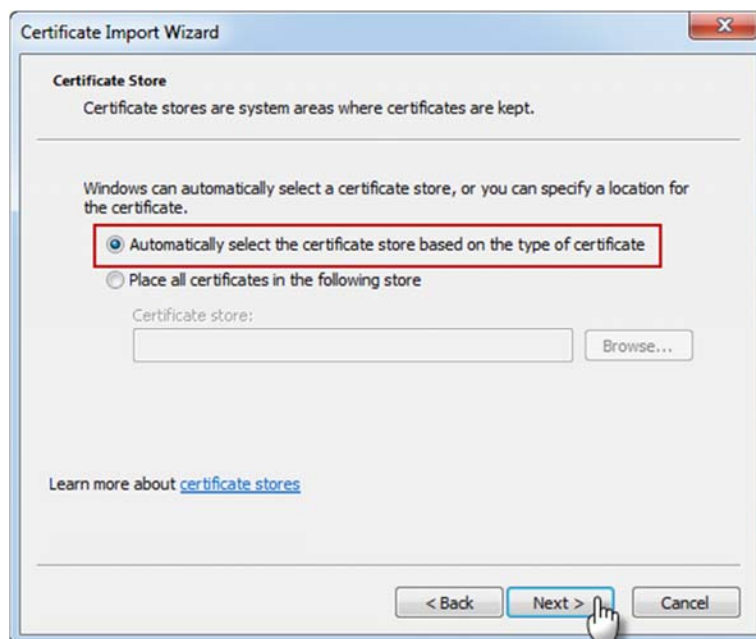 Certificate Import Wizard
Certificate Store
Certificate stores are system areas where certificates are kept.
Windows can automatically select a certificate store, or you can specify a location for
the certificate.
Automatically select the certificate store based on the type of certificate
Place all certificates in the following store
Certificate store:
Browse...
Learn more about certificate stores
< Back Next > Cancel